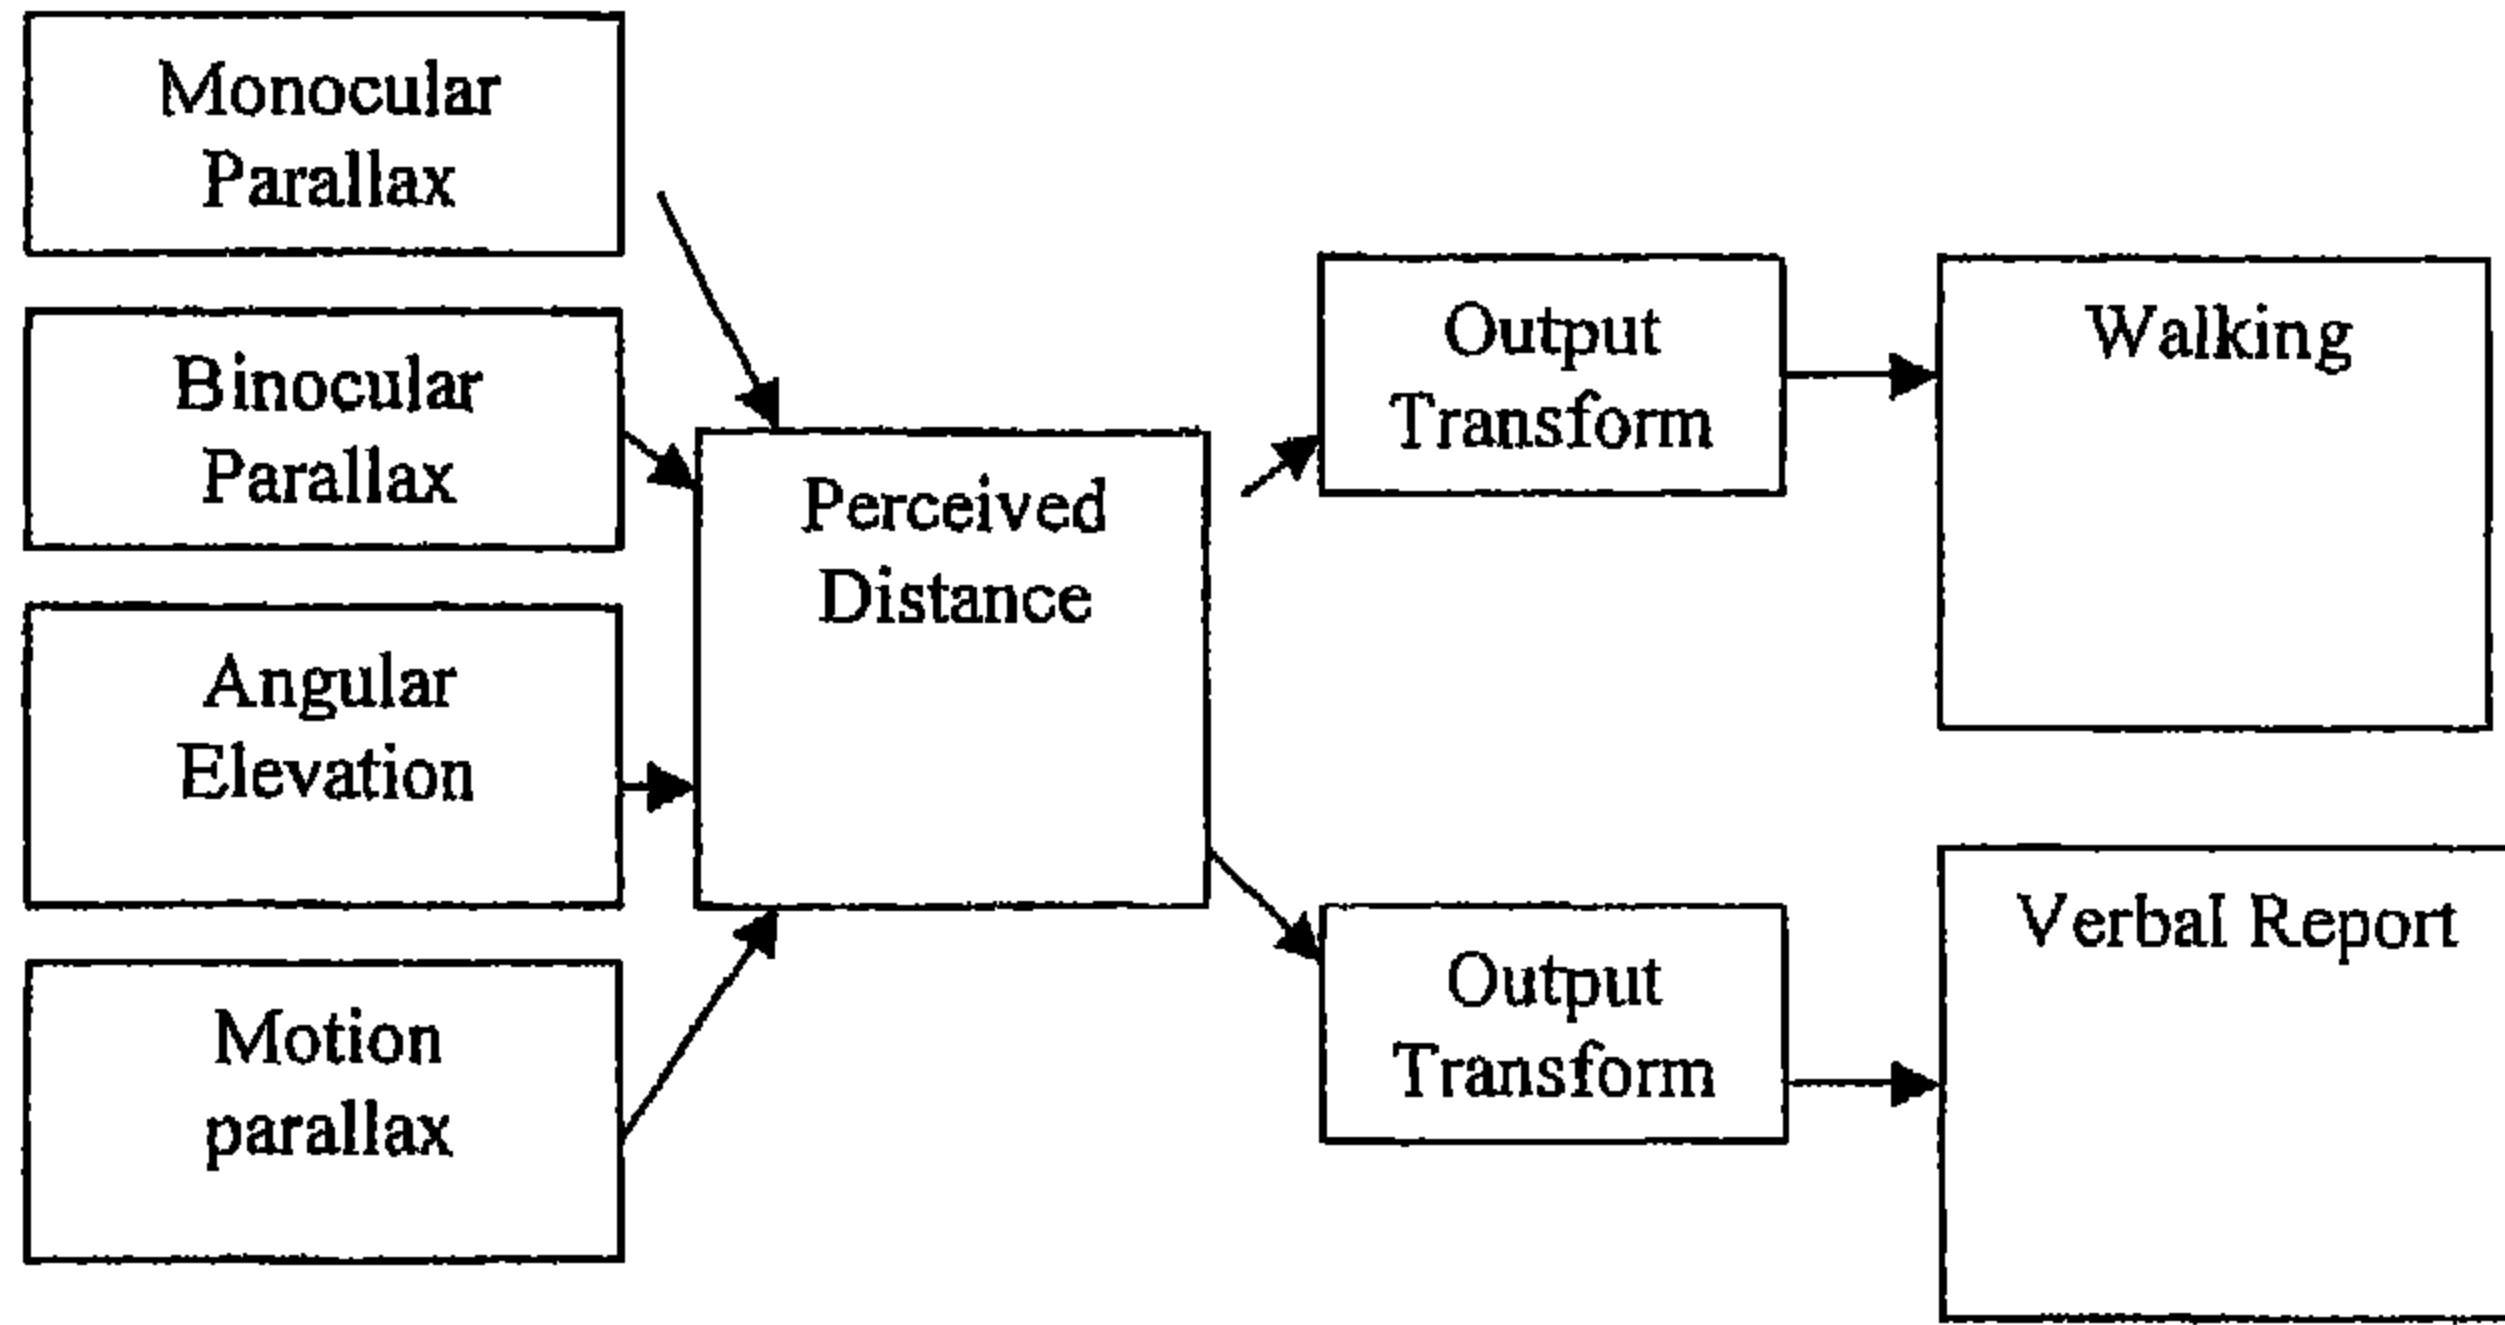 Monocular
Parallax
Binocular
Parallax
Angular
Elevation
Motion
parallax
Perceived
Distance
Output
Transform
Output
Transform
Walking
Verbal Report